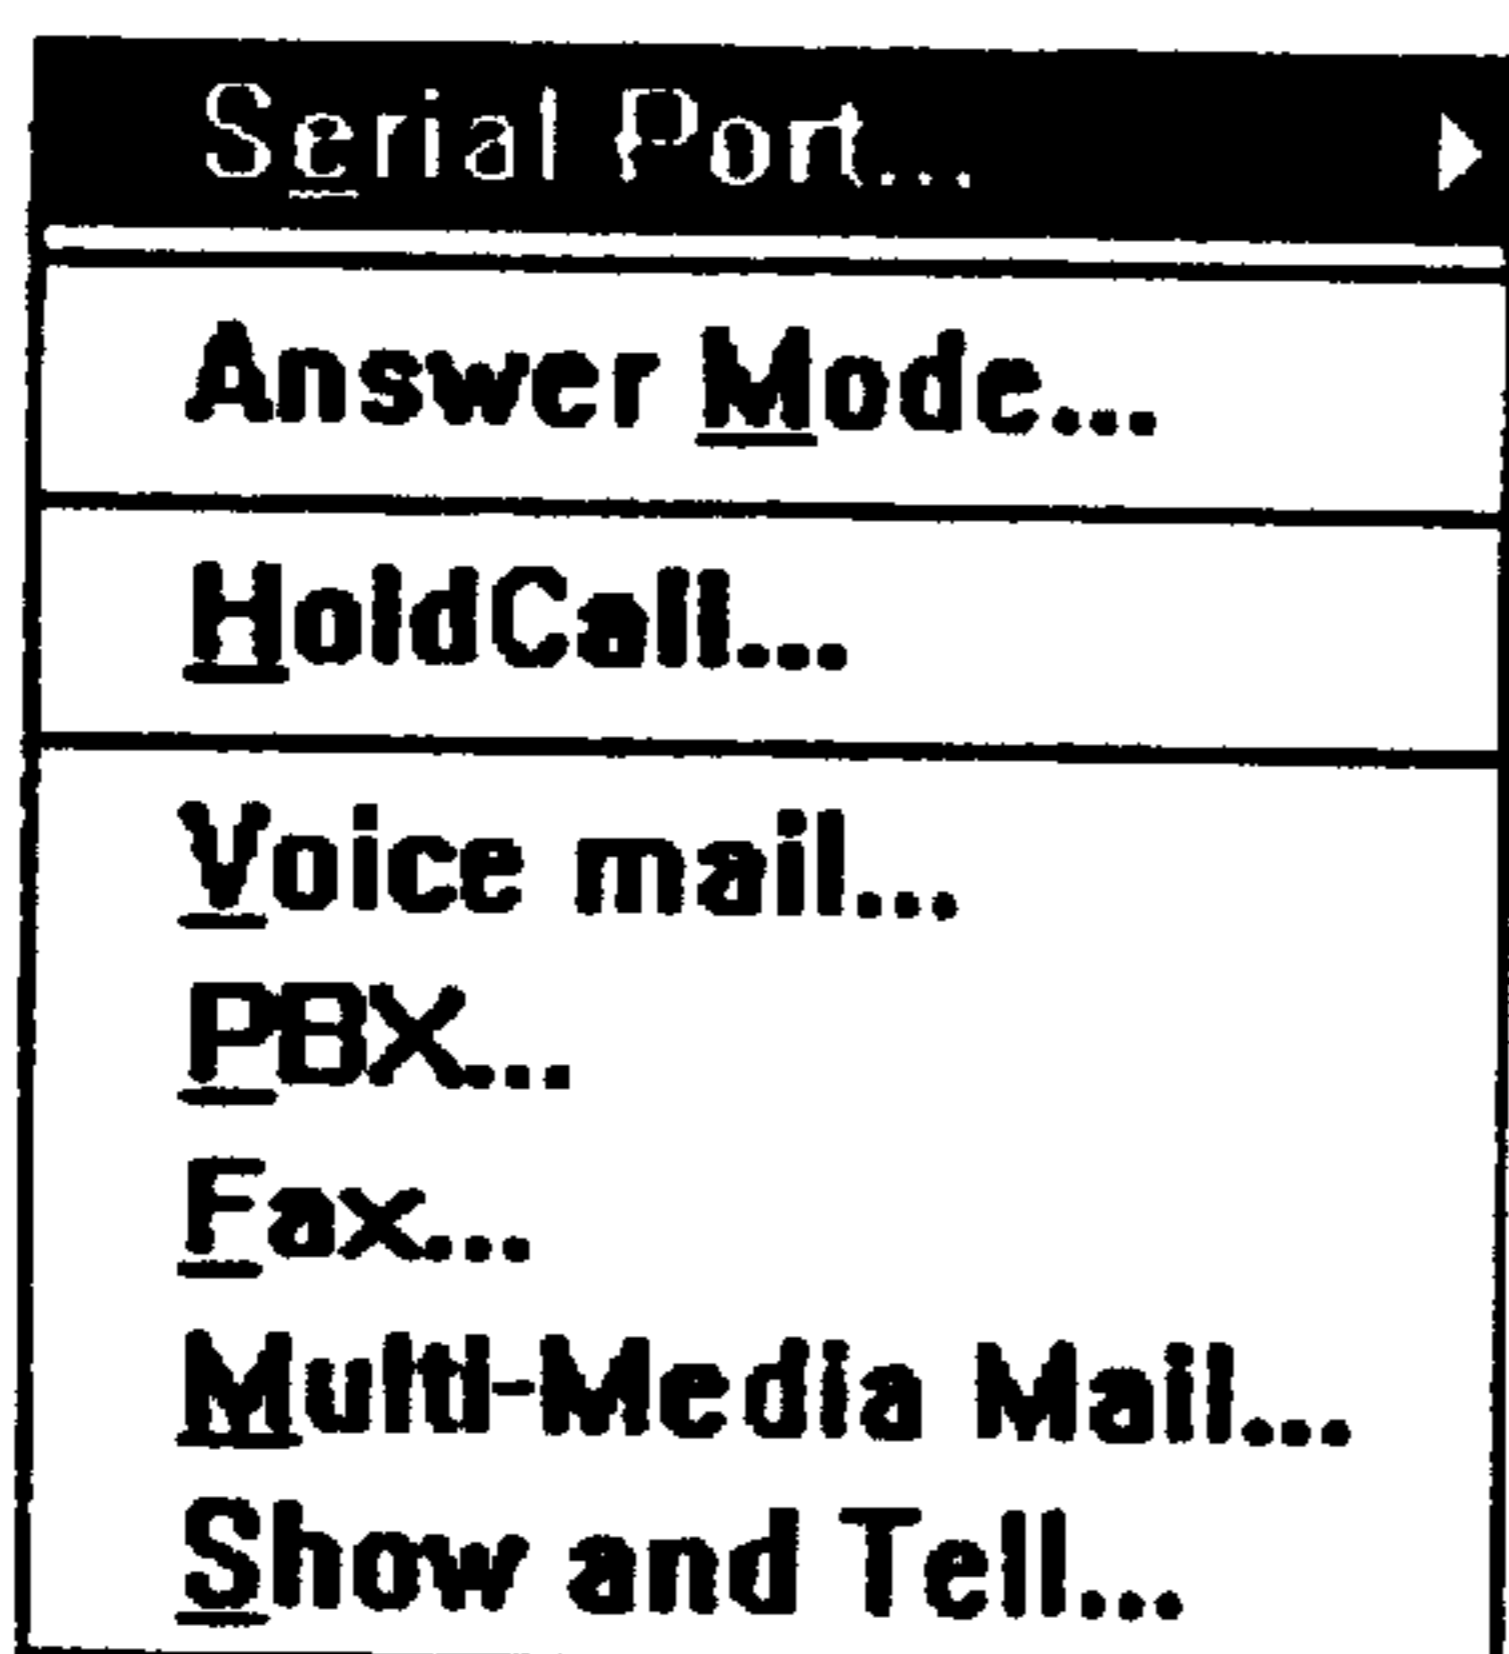 Serial Port...
Answer Mode...
HoldCall...
Voice mail...
PBX...
Fax...
Multi-Media Mail...
Show and Tell...